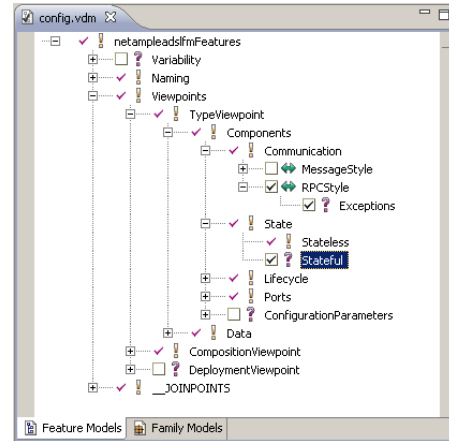 config.vdm
netampleadslfmFeatures
Variability
Naming
Viewpoints
TypeViewpoint
Components
Communication
MessageStyle
RPCStyle
Exceptions
State
Stateless
Stateful
Lifecycle
Ports
ConfigurationParameters
Data
CompositionViewpoint
DeploymentViewpoint
__JOINPOINTS
Feature Models Family Models